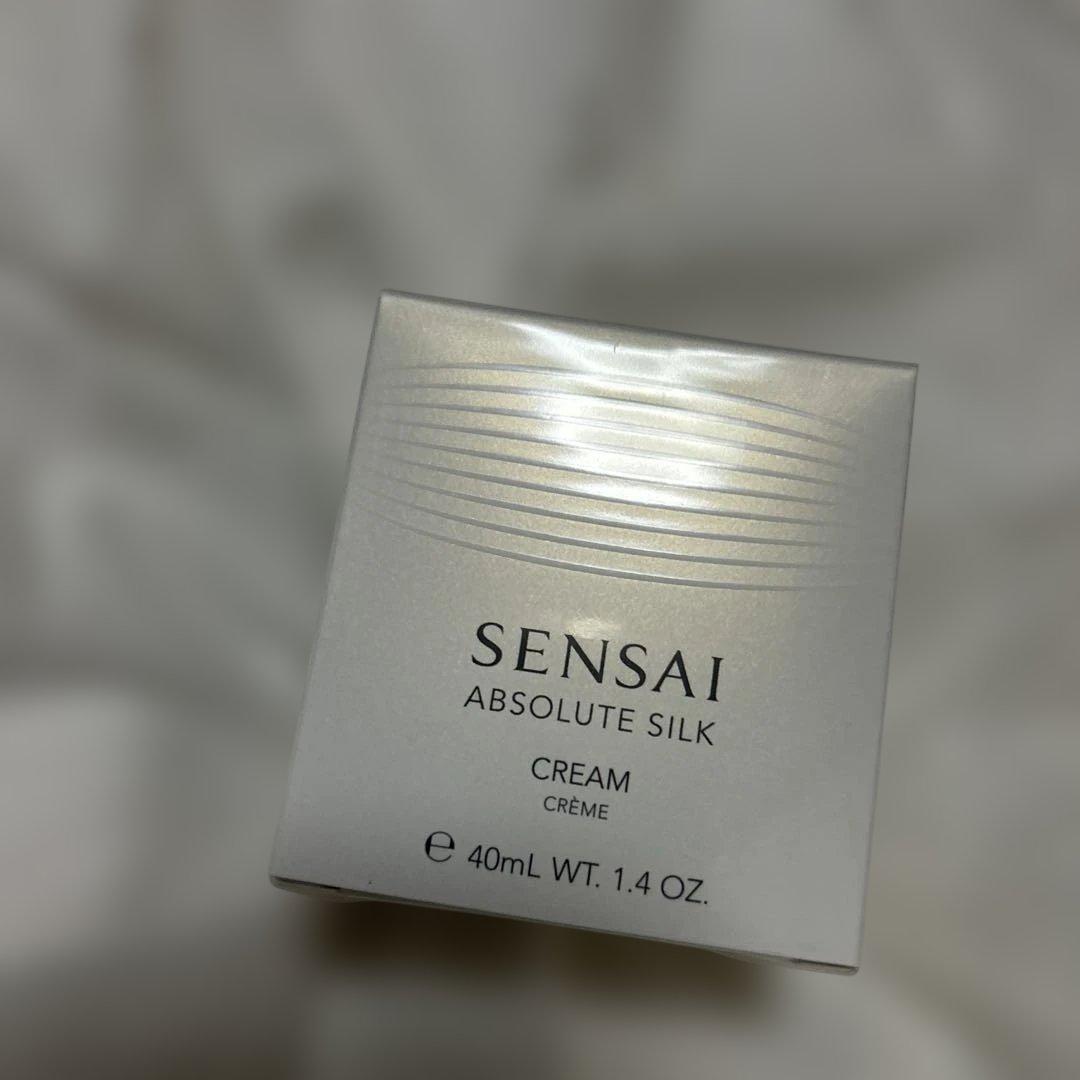 SENSAI
ABSOLUTE SILK
CREAM
CRÈME
℮ 40mL WT. 1.4 OZ.